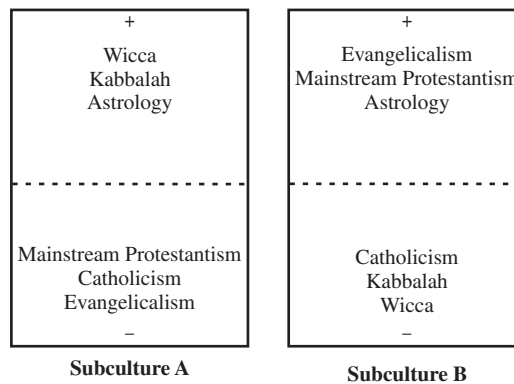 +
Wicca
Kabbalah
Astrology
Mainstream Protestantism
Catholicism
Evangelicalism
–
Subculture A
+
Evangelicalism
Mainstream Protestantism
Astrology
Catholicism
Kabbalah
Wicca
–
Subculture B